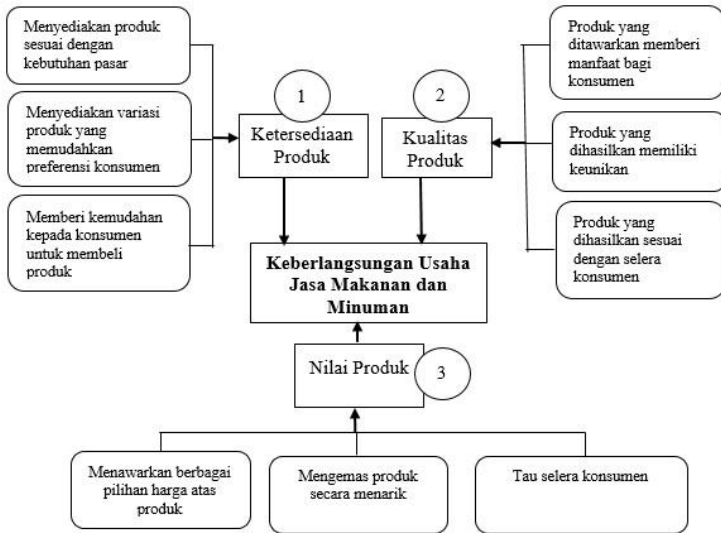 Menyediakan produk
sesuai dengan
kebutuhan pasar
Menyediakan variasi
produk yang
memudahkan
preferensi konsumen
Memberi kemudahan
kepada konsumen
untuk membeli
produk
1
Ketersediaan
Produk
2
Kualitas
Produk
Produk yang
ditawarkan memberi
manfaat bagi
konsumen
Produk yang
dihasilkan memiliki
keunikan
Produk yang
dihasilkan sesuai
dengan selera
konsumen
Keberlangsungan Usaha
Jasa Makanan dan
Minuman
Nilai Produk
3
Menawarkan berbagai
pilihan harga atas
produk
Mengemas produk
secara menarik
Tau selera konsumen